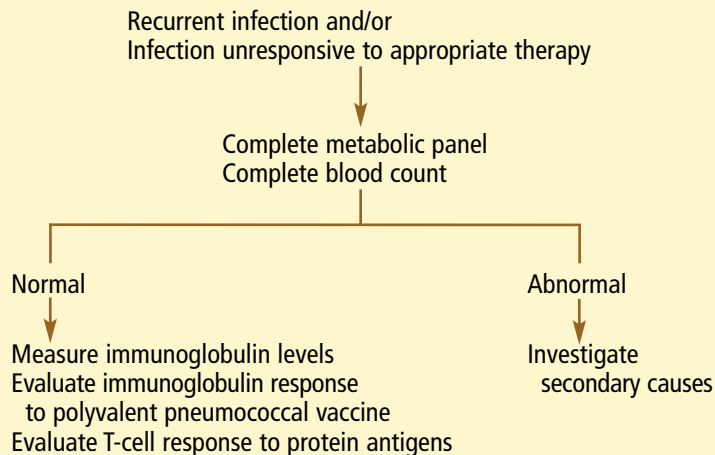 Recurrent infection and/or
Infection unresponsive to appropriate therapy
Complete metabolic panel
Complete blood count
Normal
Abnormal
Measure immunoglobulin levels
Evaluate immunoglobulin response
to polyvalent pneumococcal vaccine
Evaluate T-cell response to protein antigens
Investigate
secondary causes